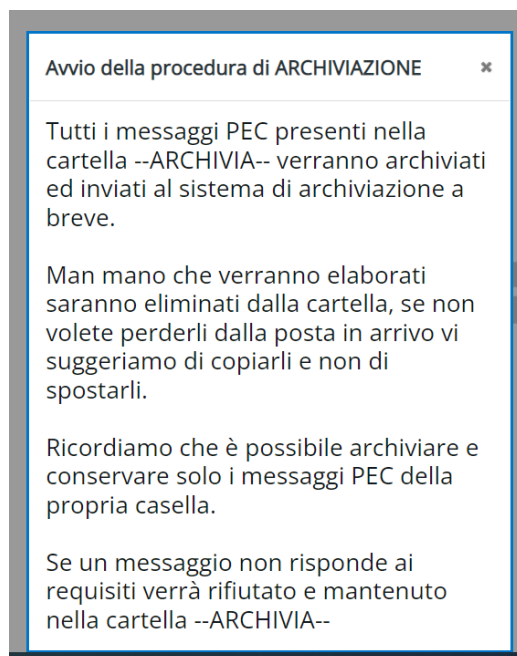 Avvio della procedura di ARCHIVIAZIONE ×
Tutti i messaggi PEC presenti nella
cartella --ARCHIVIA-- verranno archiviati
ed inviati al sistema di archiviazione a
breve.
Man mano che verranno elaborati
saranno eliminati dalla cartella, se non
volete perderli dalla posta in arrivo vi
suggeriamo di copiarli e non di
spostarli.
Ricordiamo che è possibile archiviare e
conservare solo i messaggi PEC della
propria casella.
Se un messaggio non risponde ai
requisiti verrà rifiutato e mantenuto
nella cartella --ARCHIVIA--